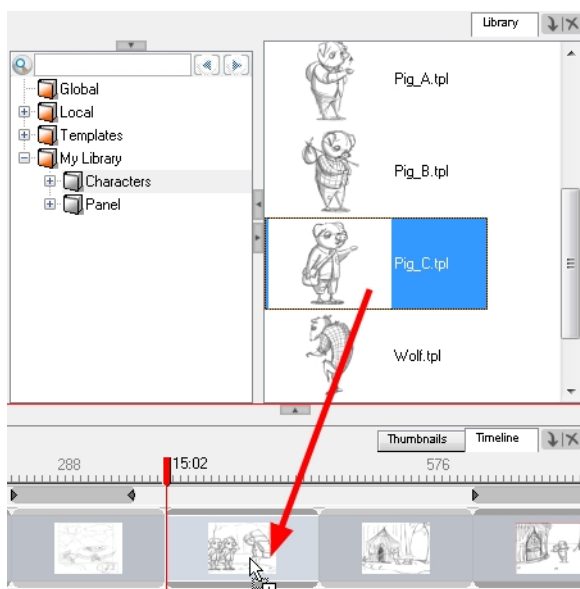 Library
Global
Local
Templates
My Library
Characters
Panel
Pig_A.tpl
Pig_B.tpl
Pig_C.tpl
Wolf.tpl
Thumbnails
Timeline
288
15:02
576